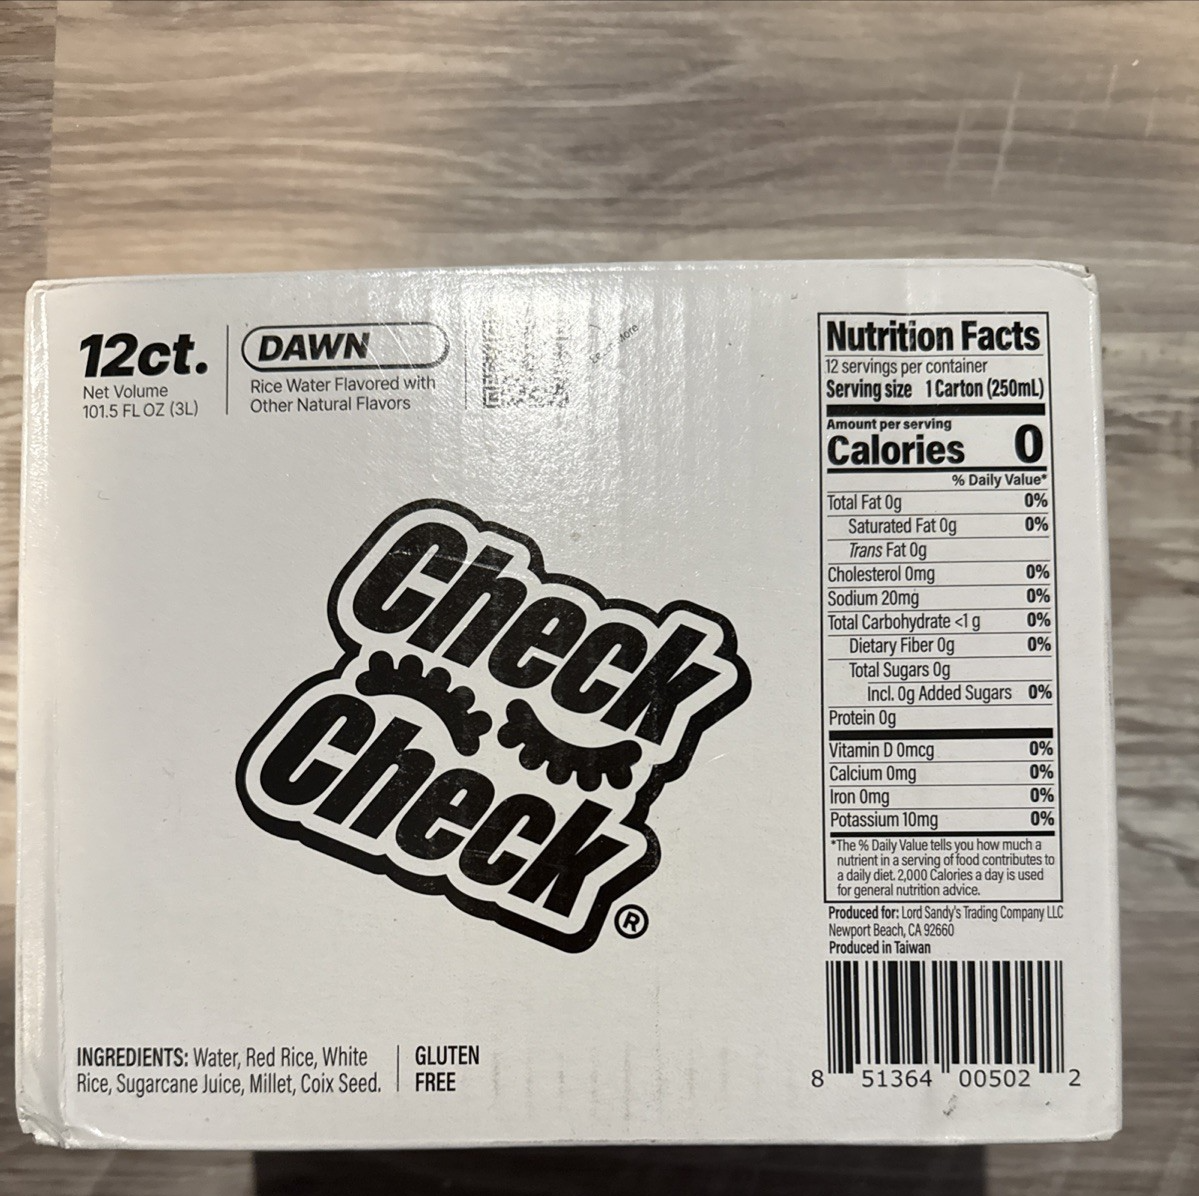 12ct.
Net Volume
101.5 FL OZ (3L)
DAWN
Rice Water Flavored with
Other Natural Flavors
Check
Check
®
INGREDIENTS: Water, Red Rice, White
Rice, Sugarcane Juice, Millet, Coix Seed.
GLUTEN
FREE
Nutrition Facts
12 servings per container
Serving size 1 Carton (250mL)
Amount per serving
Calories 0
% Daily Value*
Total Fat 0g 0%
Saturated Fat 0g 0%
Trans Fat 0g
Cholesterol 0mg 0%
Sodium 20mg 0%
Total Carbohydrate <1 g 0%
Dietary Fiber 0g 0%
Total Sugars 0g
Incl. 0g Added Sugars 0%
Protein 0g
Vitamin D 0mcg 0%
Calcium 0mg 0%
Iron 0mg 0%
Potassium 10mg 0%
*The % Daily Value tells you how much a
nutrient in a serving of food contributes to
a daily diet. 2,000 Calories a day is used
for general nutrition advice.
Produced for: Lord Sandy's Trading Company LLC
Newport Beach, CA 92660
Produced in Taiwan
8 51364 00502 2